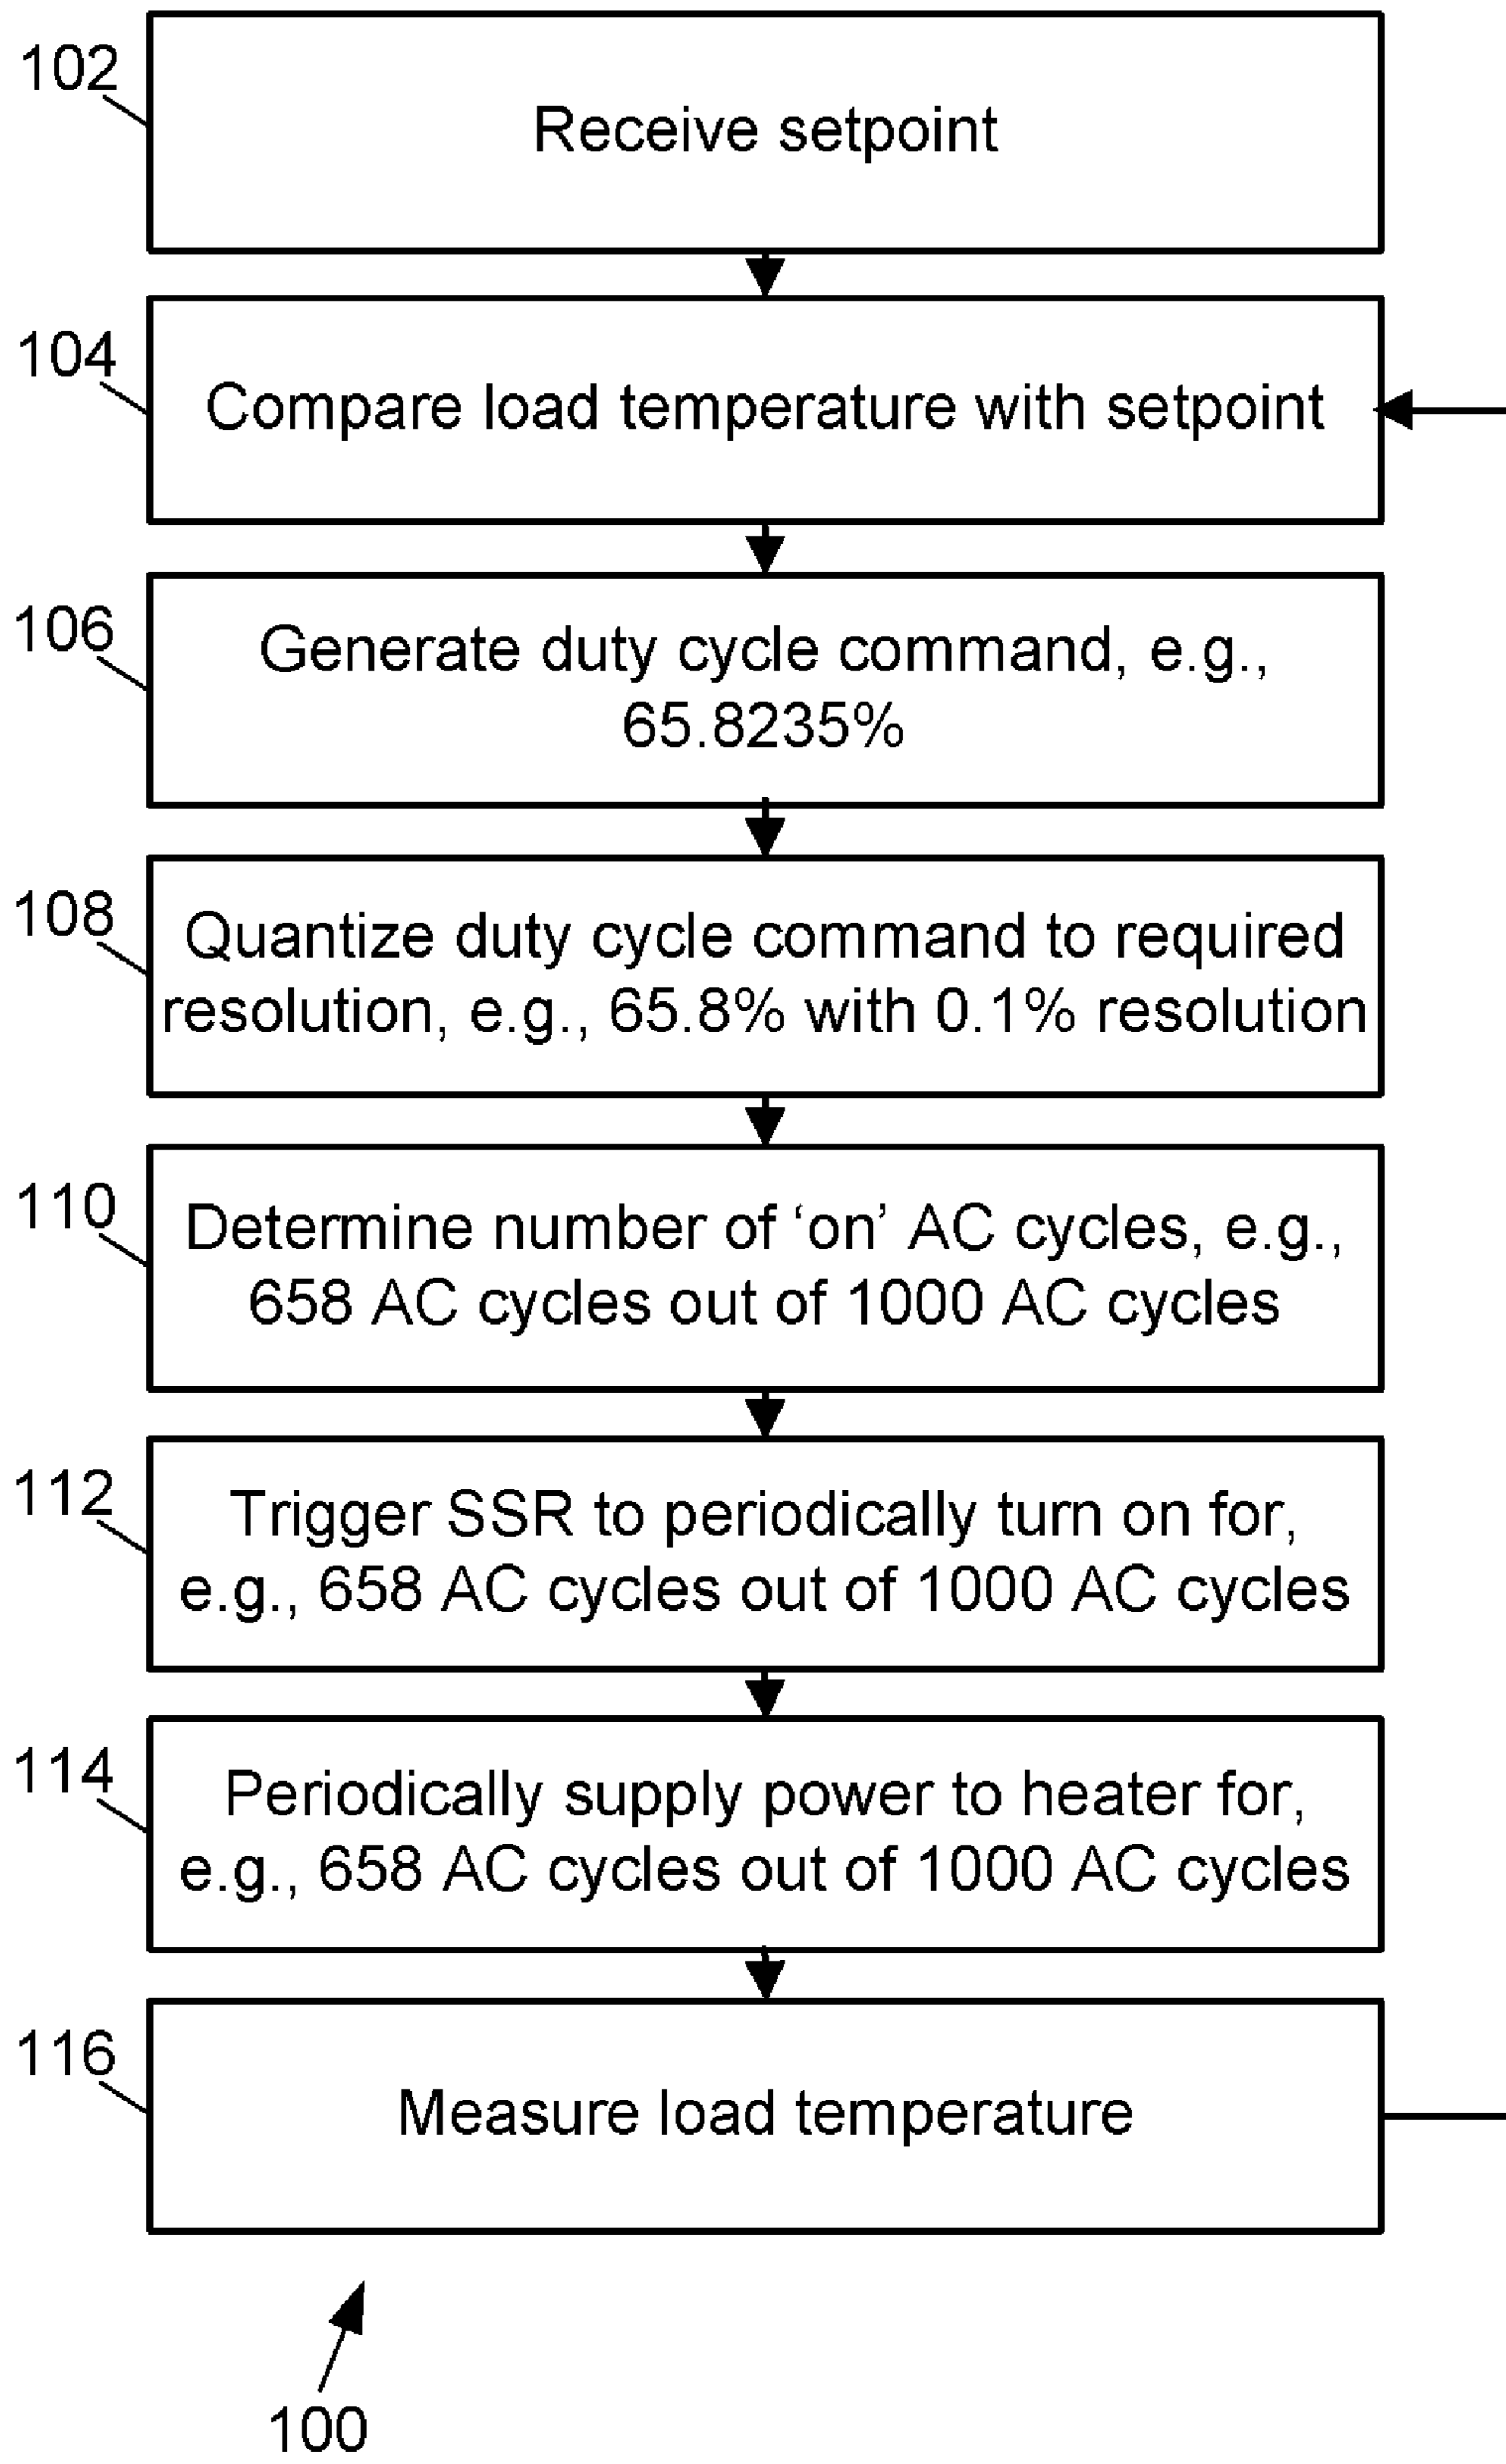 102
Receive setpoint
104
Compare load temperature with setpoint
106
Generate duty cycle command, e.g.,
65.8235%
108
Quantize duty cycle command to required
resolution, e.g., 65.8% with 0.1% resolution
110
Determine number of ‘on’ AC cycles, e.g.,
658 AC cycles out of 1000 AC cycles
112
Trigger SSR to periodically turn on for,
e.g., 658 AC cycles out of 1000 AC cycles
114
Periodically supply power to heater for,
e.g., 658 AC cycles out of 1000 AC cycles
116
Measure load temperature
100